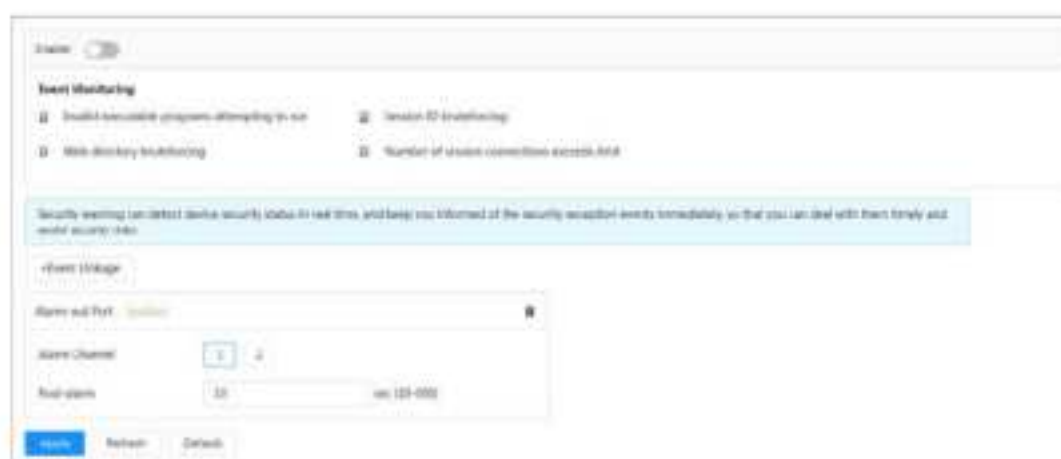 Enable
Event Monitoring
Invalid executable programs attempting to run
Session ID bruteforcing
Web directory bruteforcing
Number of session connections exceeds limit
Security warning can detect device security status in real time, and keep you informed of the security exception events immediately, so that you can deal with them timely and
avoid security risks.
+Event Linkage
Alarm-out Port
Alarm Channel
1 2
Post-alarm
10
sec
Apply
Refresh
Default